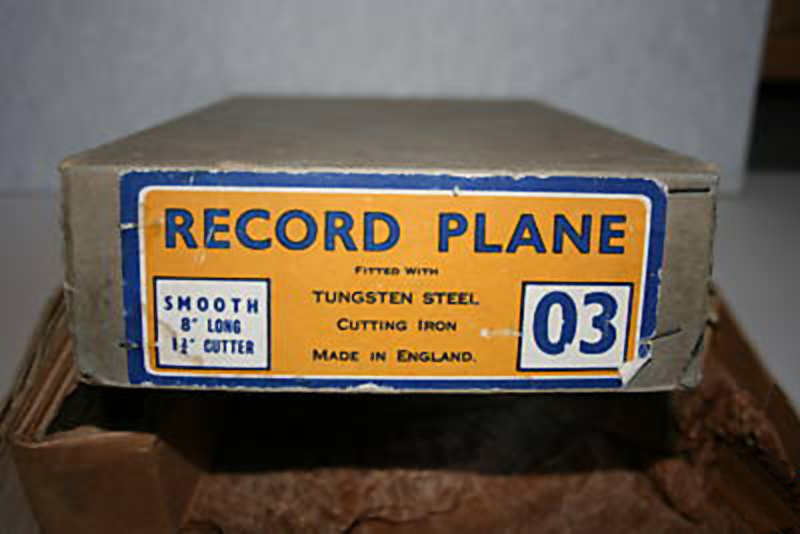 RECORD PLANE
FITTED WITH
TUNGSTEN STEEL
CUTTING IRON
MADE IN ENGLAND.
SMOOTH
8" LONG
1¾" CUTTER
03